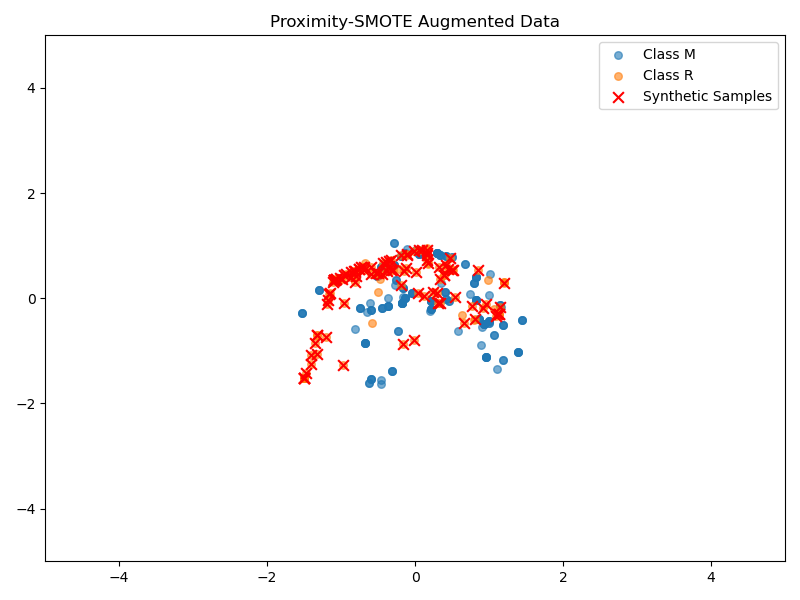 Proximity-SMOTE Augmented Data
Class M
Class R
Synthetic Samples
4
2
0
−2
−4
−4 −2 0 2 4